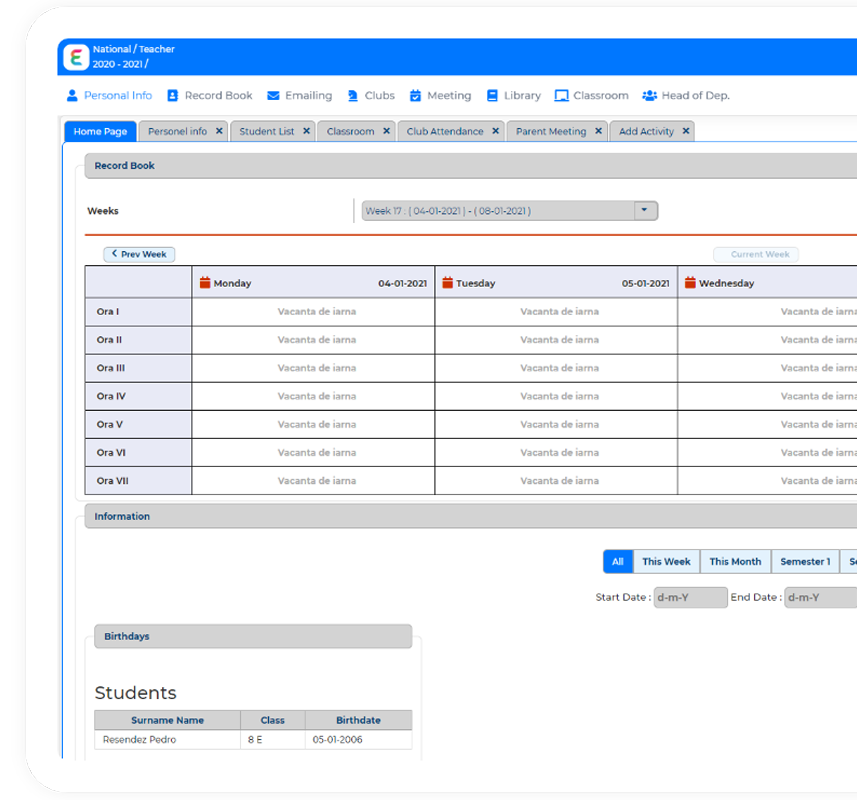 National / Teacher
2020 - 2021 /
Personal Info Record Book Emailing Clubs Meeting Library Classroom Head of Dep.
Home Page Personel info × Student List × Classroom × Club Attendance × Parent Meeting × Add Activity ×
Record Book
Weeks Week 17 : ( 04-01-2021 ) - ( 08-01-2021 )
Prev Week Current Week
Monday 04-01-2021 Tuesday 05-01-2021 Wednesday
Ora I Vacanta de iarna Vacanta de iarna Vacanta de iarna
Ora II Vacanta de iarna Vacanta de iarna Vacanta de iarna
Ora III Vacanta de iarna Vacanta de iarna Vacanta de iarna
Ora IV Vacanta de iarna Vacanta de iarna Vacanta de iarna
Ora V Vacanta de iarna Vacanta de iarna Vacanta de iarna
Ora VI Vacanta de iarna Vacanta de iarna Vacanta de iarna
Ora VII Vacanta de iarna Vacanta de iarna Vacanta de iarna
Information
All This Week This Month Semester 1
Start Date : d-m-Y End Date : d-m-Y
Birthdays
Students
Surname Name Class Birthdate
Resendez Pedro 8 E 05-01-2006